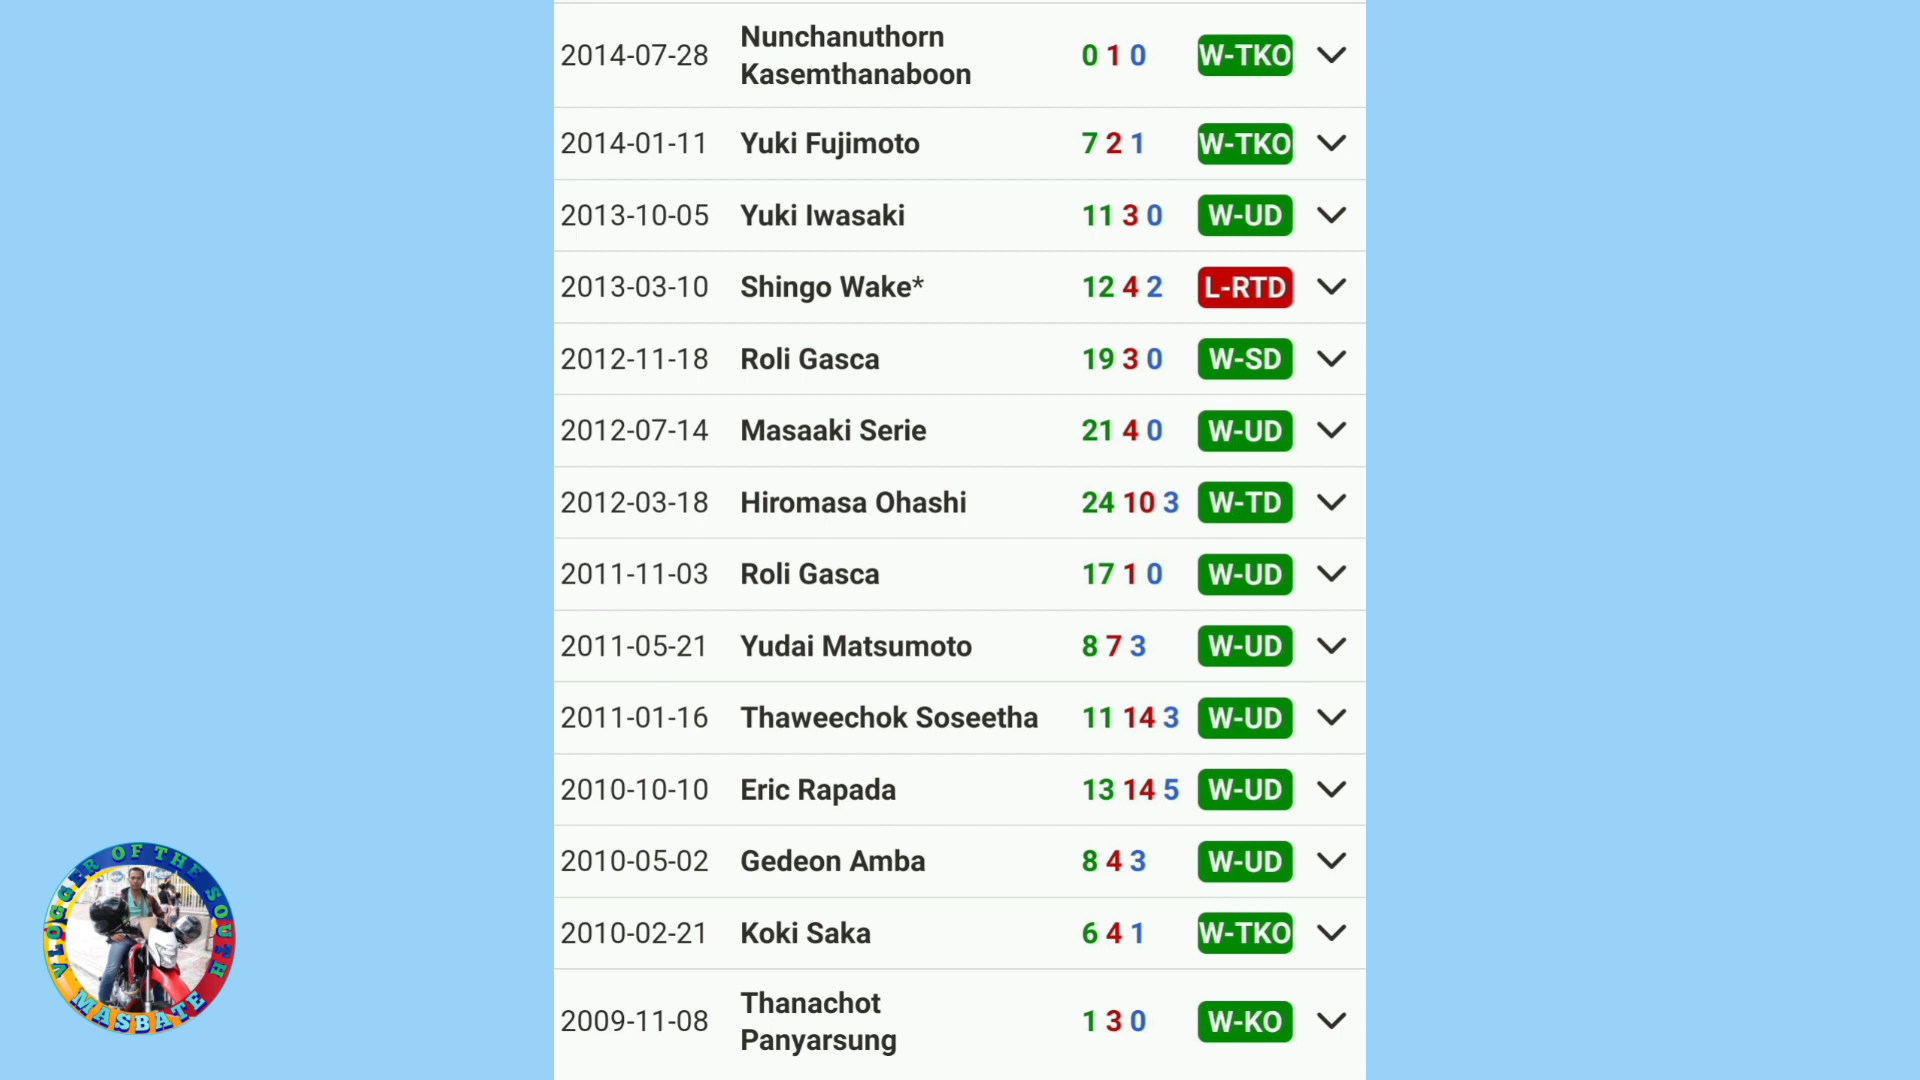 2014-07-28 Nunchanuthorn Kasemthanaboon 0 1 0 W-TKO
2014-01-11 Yuki Fujimoto 7 2 1 W-TKO
2013-10-05 Yuki Iwasaki 11 3 0 W-UD
2013-03-10 Shingo Wake* 12 4 2 L-RTD
2012-11-18 Roli Gasca 19 3 0 W-SD
2012-07-14 Masaaki Serie 21 4 0 W-UD
2012-03-18 Hiromasa Ohashi 24 10 3 W-TD
2011-11-03 Roli Gasca 17 1 0 W-UD
2011-05-21 Yudai Matsumoto 8 7 3 W-UD
2011-01-16 Thaweechok Soseetha 11 14 3 W-UD
2010-10-10 Eric Rapada 13 14 5 W-UD
2010-05-02 Gedeon Amba 8 4 3 W-UD
2010-02-21 Koki Saka 6 4 1 W-TKO
2009-11-08 Thanachot Panyarsung 1 3 0 W-KO
VLOGGER OF THE SOUTH
MASBATE